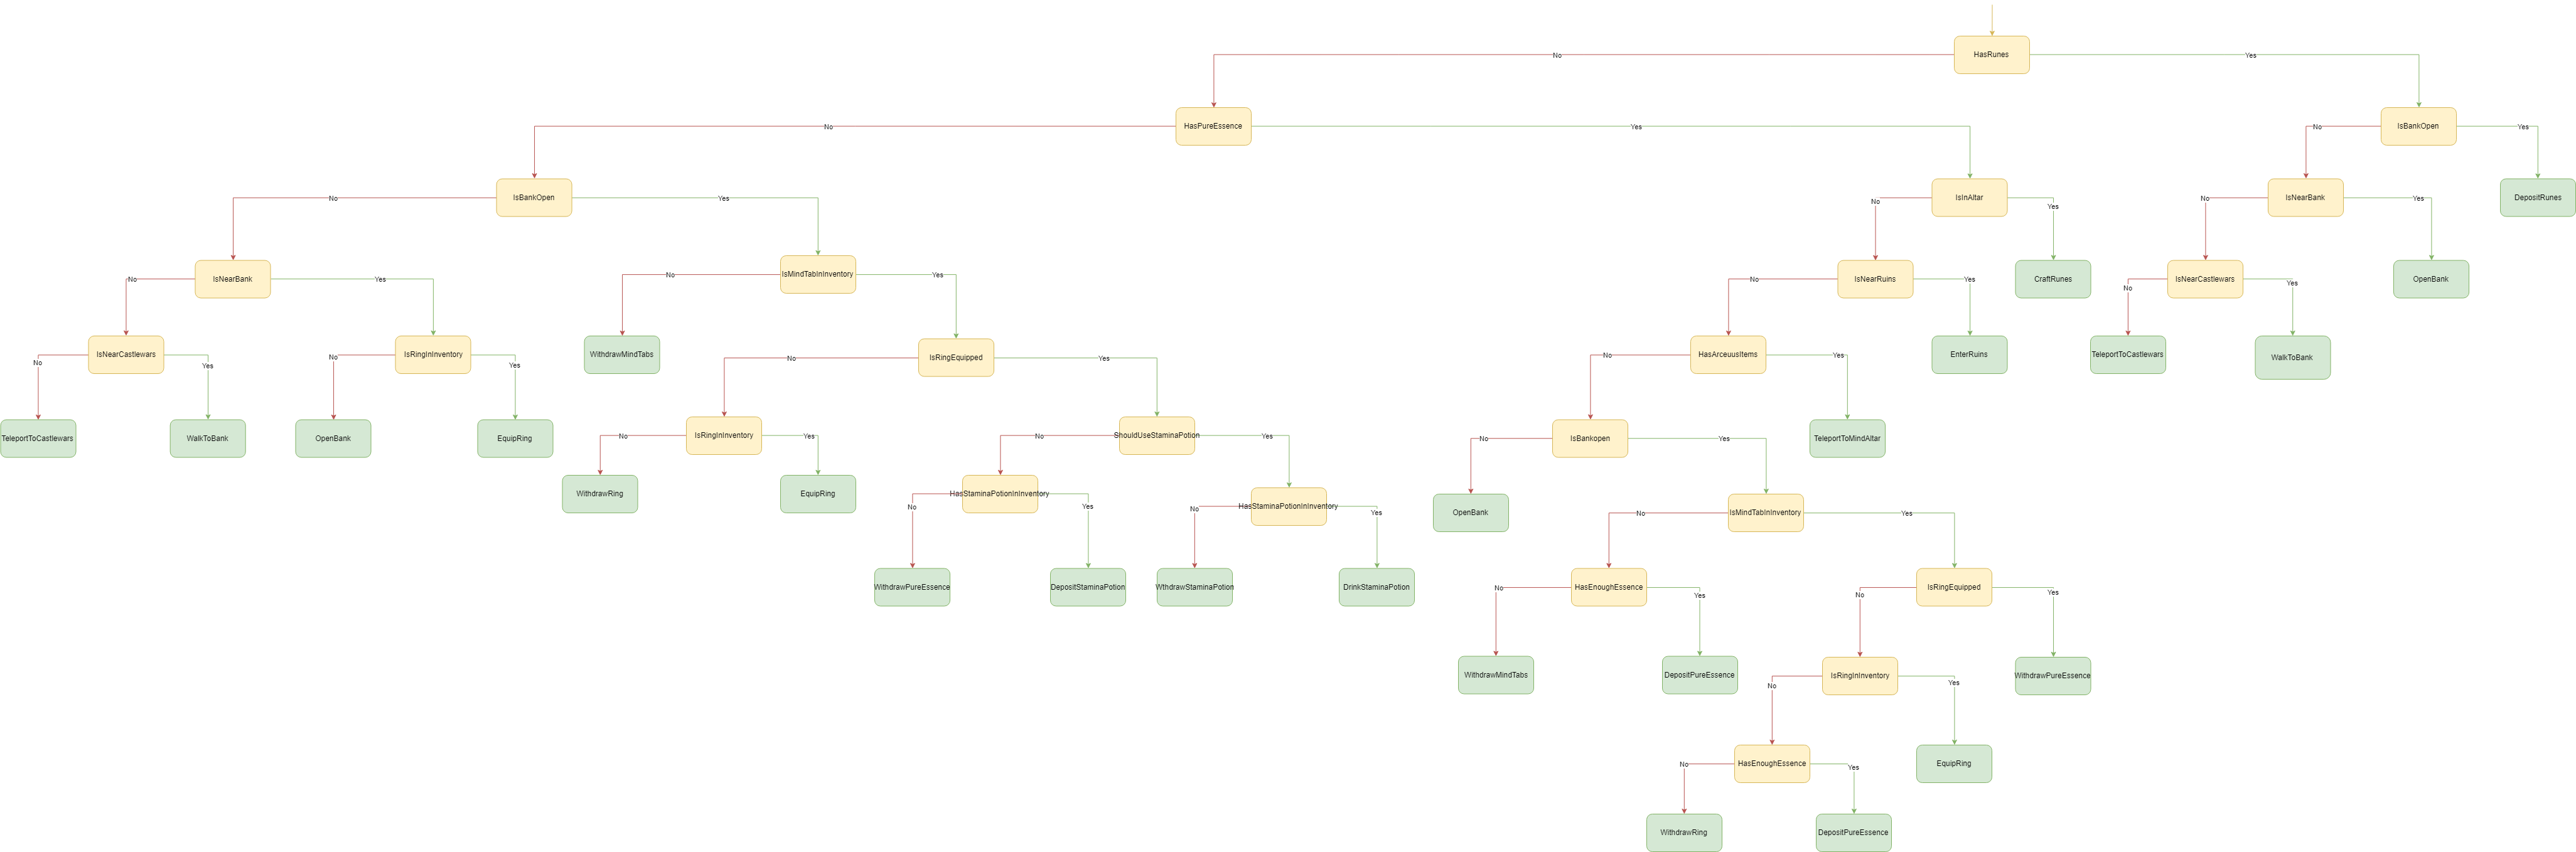 HasRunes
No
Yes
HasPureEssence
IsBankOpen
No
Yes
No
Yes
IsBankOpen
IsInAltar
IsNearBank
DepositRunes
No
Yes
No
Yes
No
Yes
IsNearBank
IsMindTabInInventory
IsNearRuins
CraftRunes
IsNearCastlewars
OpenBank
No
Yes
No
Yes
No
Yes
No
Yes
IsNearCastlewars
IsRingInInventory
WithdrawMindTabs
IsRingEquipped
HasArceuusItems
EnterRuins
TeleportToCastlewars
WalkToBank
No
Yes
No
Yes
No
Yes
No
Yes
TeleportToCastlewars
WalkToBank
OpenBank
EquipRing
IsRingInInventory
ShouldUseStaminaPotion
IsBankopen
TeleportToMindAltar
No
Yes
No
Yes
No
Yes
WithdrawRing
EquipRing
HasStaminaPotionInInventory
HasStaminaPotionInInventory
OpenBank
IsMindTabInInventory
No
Yes
No
Yes
No
Yes
WithdrawPureEssence
DepositStaminaPotion
WthdrawStaminaPotion
DrinkStaminaPotion
HasEnoughEssence
IsRingEquipped
No
Yes
No
Yes
WithdrawMindTabs
DepositPureEssence
IsRingInInventory
WithdrawPureEssence
No
Yes
HasEnoughEssence
EquipRing
No
Yes
WithdrawRing
DepositPureEssence